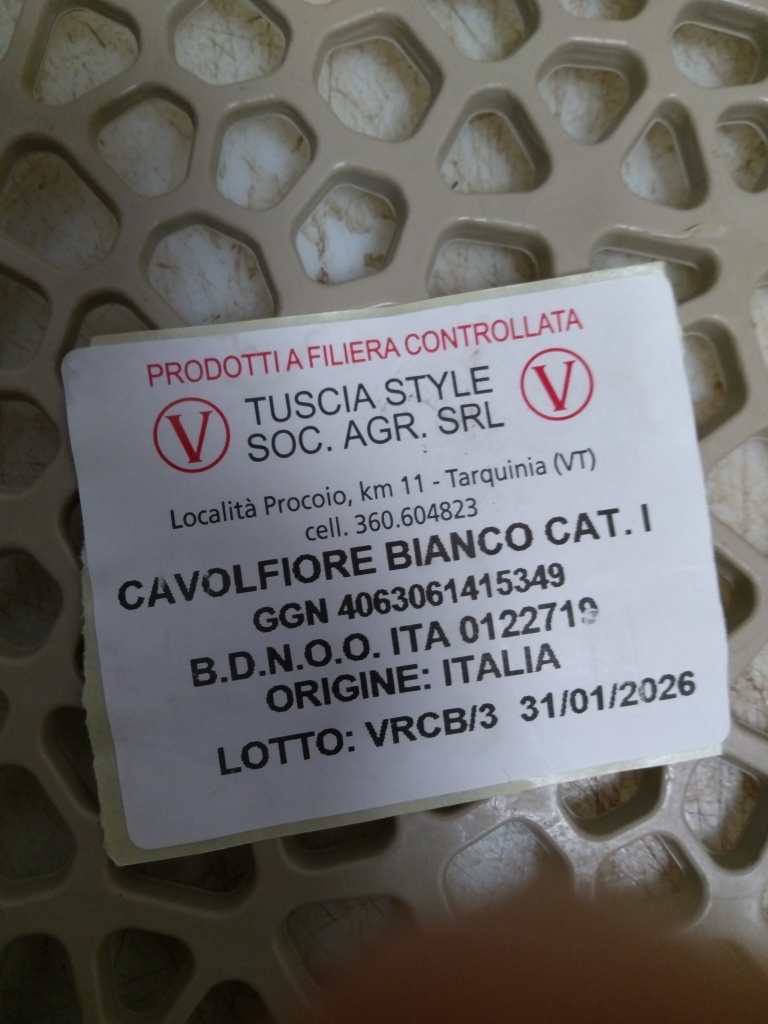 PRODOTTI A FILIERA CONTROLLATA
V TUSCIA STYLE V
SOC. AGR. SRL
Località Procoio, km 11 - Tarquinia (VT)
cell. 360.604823
CAVOLFIORE BIANCO CAT. I
GGN 4063061415349
B.D.N.O.O. ITA 0122719
ORIGINE: ITALIA
LOTTO: VRCB/3 31/01/2026